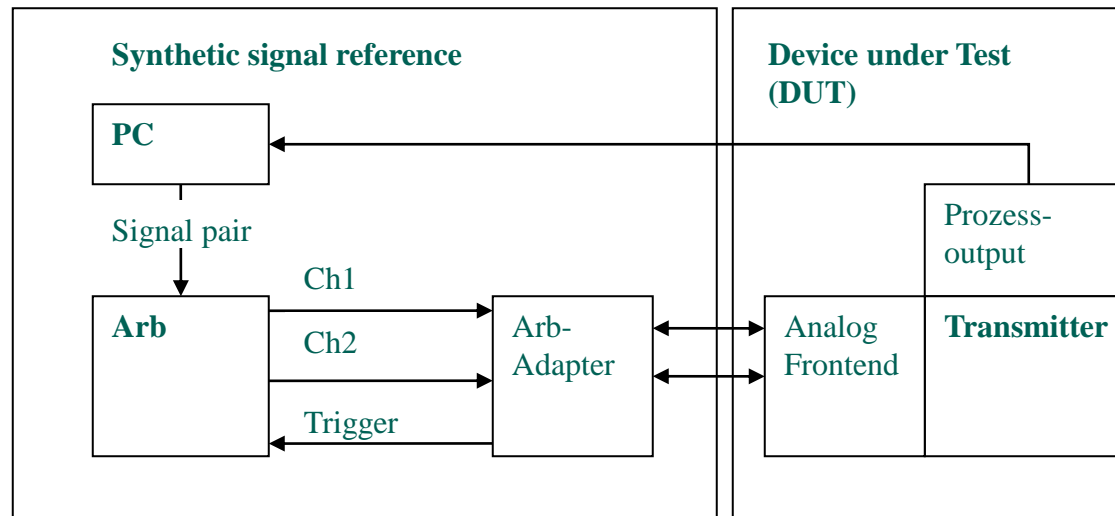 Synthetic signal reference
Device under Test
(DUT)
PC
Signal pair
Prozess-
output
Ch1
Arb
Ch2
Trigger
Arb-
Adapter
Analog
Frontend
Transmitter